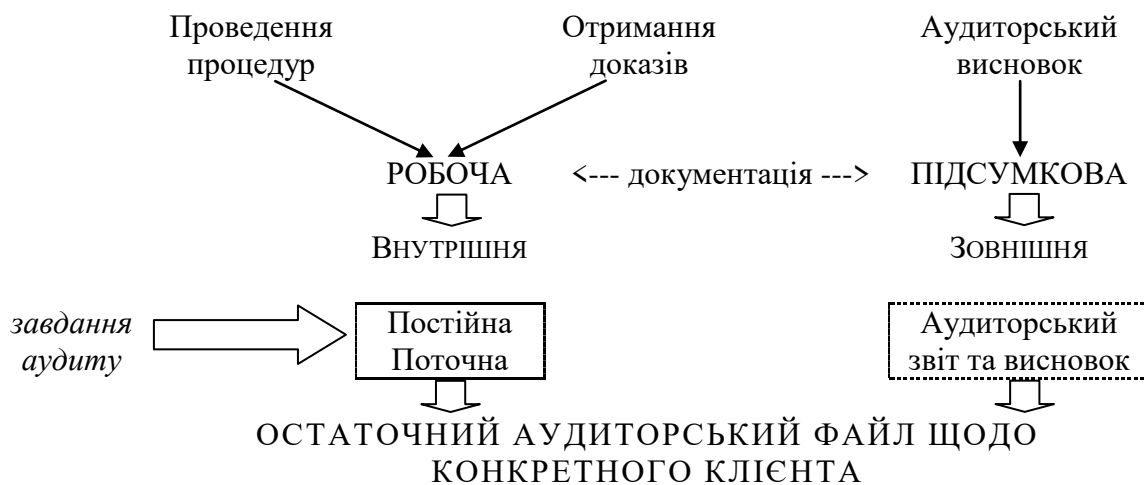 Проведення процедур
Отримання доказів
Аудиторський висновок
РОБОЧА <--- документація ---> ПІДСУМКОВА
ВНУТРІШНЯ
ЗОВНІШНЯ
завдання аудиту
Постійна
Поточна
Аудиторський
звіт та висновок
ОСТАТОЧНИЙ АУДИТОРСЬКИЙ ФАЙЛ ЩОДО
КОНКРЕТНОГО КЛІЄНТА